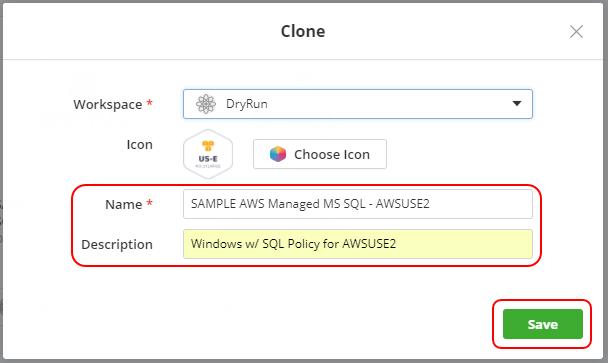 Clone
Workspace *
DryRun
Icon
US-E
Choose Icon
Name *
SAMPLE AWS Managed MS SQL - AWSUSE2
Description
Windows w/ SQL Policy for AWSUSE2
Save